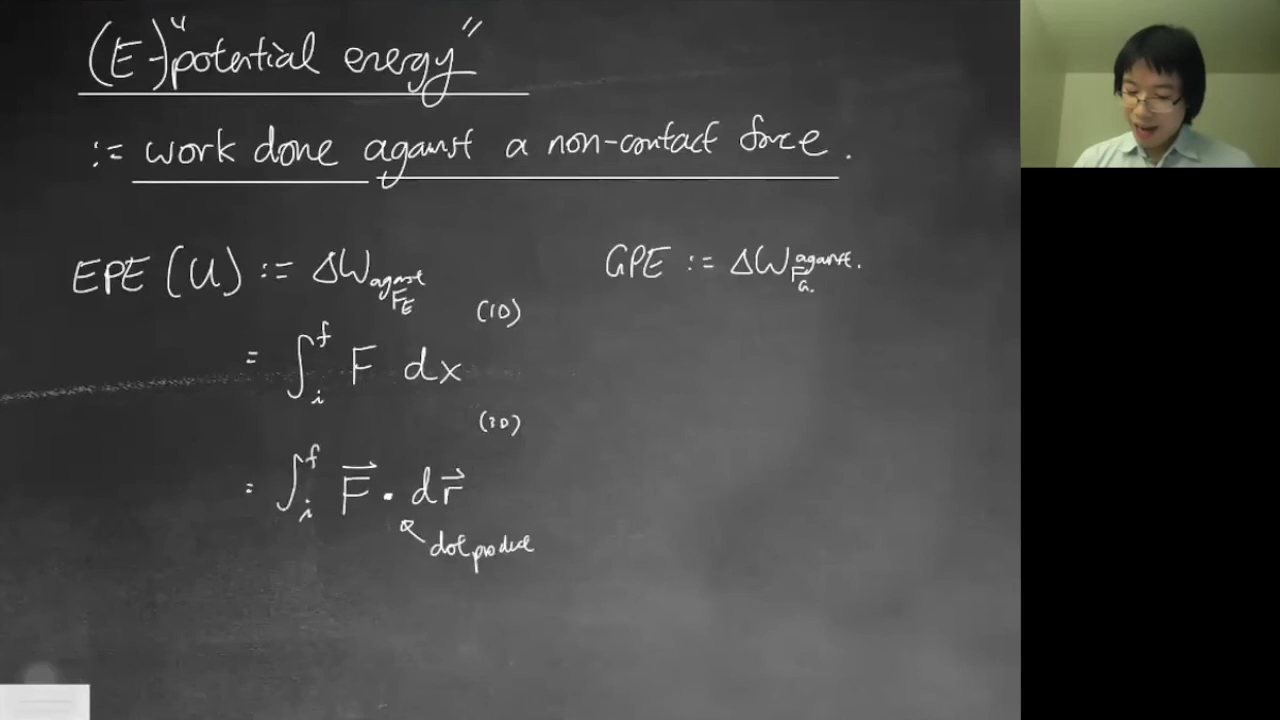 (E-)"potential energy"
:= work done against a non-contact force.
EPE (U) := ΔW against F_E
(1D)
= ∫_i^f F dx
(3D)
= ∫_i^f F⃗ • dr⃗
dot product
GPE := ΔW against F_G.